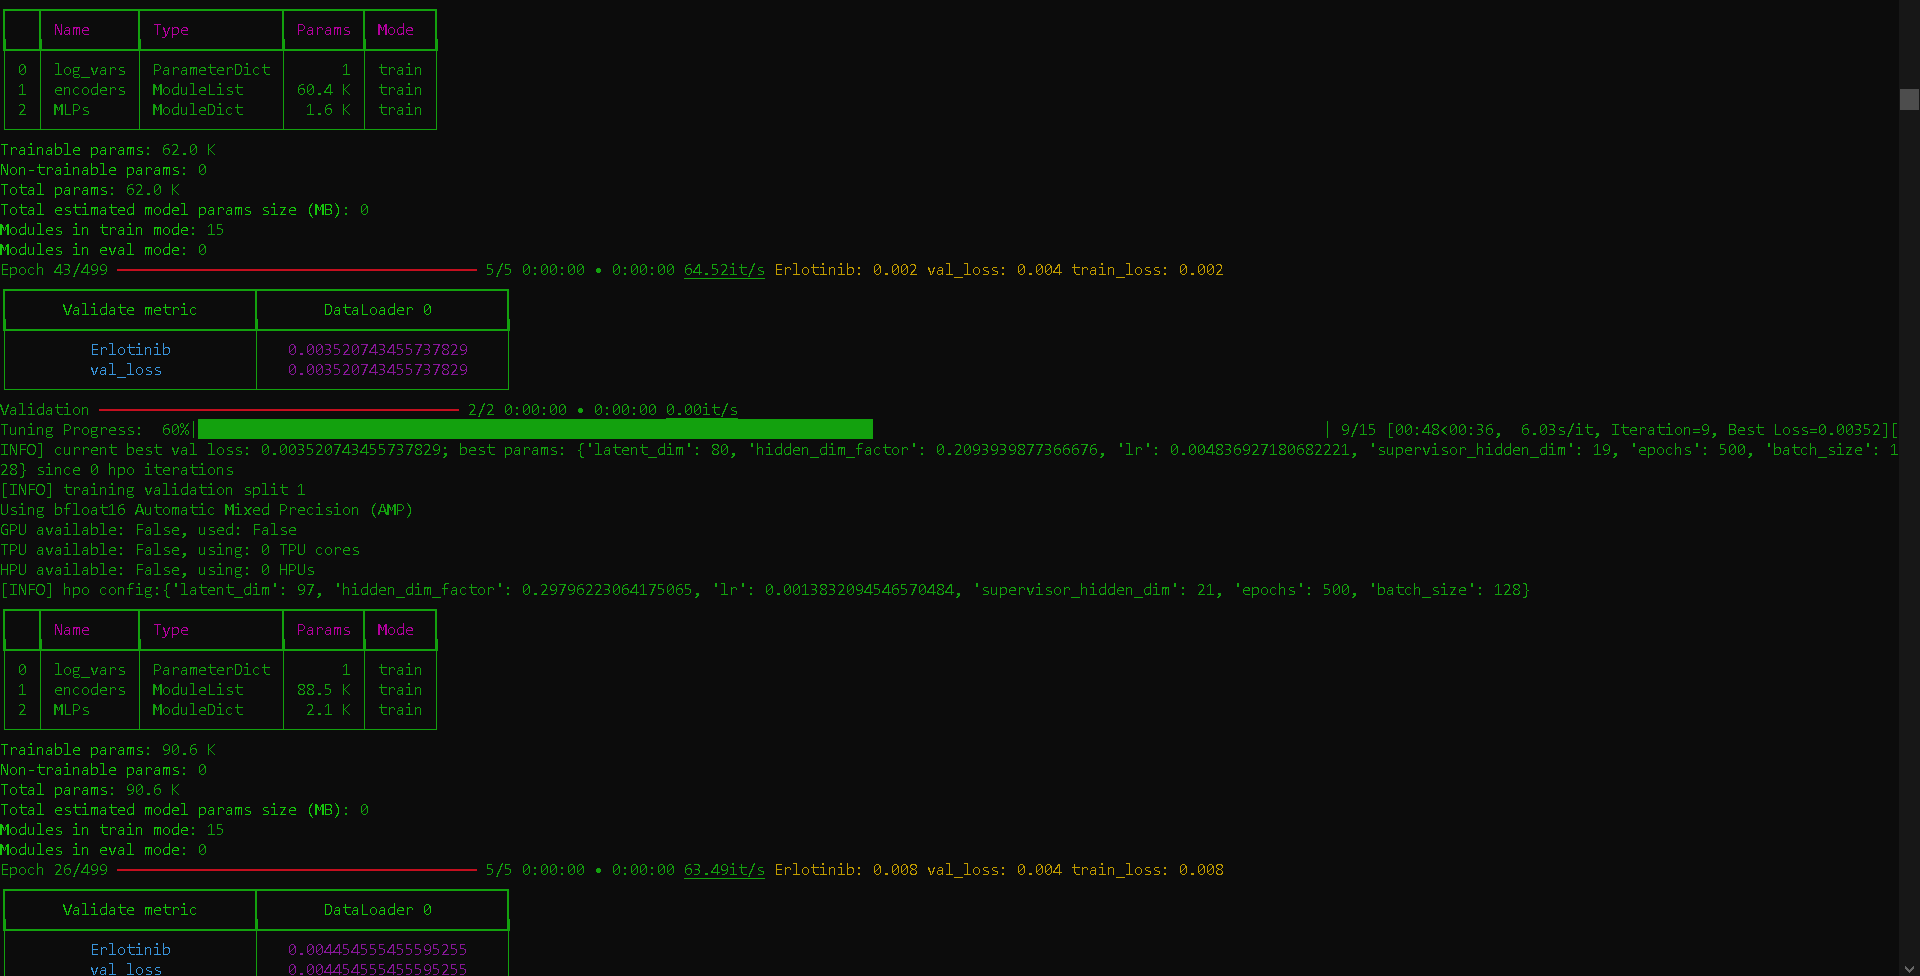 Name Type Params Mode
0 log_vars ParameterDict 1 train
1 encoders ModuleList 60.4 K train
2 MLPs ModuleDict 1.6 K train
Trainable params: 62.0 K
Non-trainable params: 0
Total params: 62.0 K
Total estimated model params size (MB): 0
Modules in train mode: 15
Modules in eval mode: 0
Epoch 43/499 5/5 0:00:00 • 0:00:00 64.52it/s Erlotinib: 0.002 val_loss: 0.004 train_loss: 0.002
Validate metric DataLoader 0
Erlotinib 0.003520743455737829
val_loss 0.003520743455737829
Validation 2/2 0:00:00 • 0:00:00 0.00it/s
Tuning Progress: 60%| | 9/15 [00:48<00:36, 6.03s/it, Iteration=9, Best Loss=0.00352][
INFO] current best val loss: 0.003520743455737829; best params: {'latent_dim': 80, 'hidden_dim_factor': 0.2093939877366676, 'lr': 0.004836927180682221, 'supervisor_hidden_dim': 19, 'epochs': 500, 'batch_size': 1
28} since 0 hpo iterations
[INFO] training validation split 1
Using bfloat16 Automatic Mixed Precision (AMP)
GPU available: False, used: False
TPU available: False, using: 0 TPU cores
HPU available: False, using: 0 HPUs
[INFO] hpo config:{'latent_dim': 97, 'hidden_dim_factor': 0.29796223064175065, 'lr': 0.0013832094546570484, 'supervisor_hidden_dim': 21, 'epochs': 500, 'batch_size': 128}
Name Type Params Mode
0 log_vars ParameterDict 1 train
1 encoders ModuleList 88.5 K train
2 MLPs ModuleDict 2.1 K train
Trainable params: 90.6 K
Non-trainable params: 0
Total params: 90.6 K
Total estimated model params size (MB): 0
Modules in train mode: 15
Modules in eval mode: 0
Epoch 26/499 5/5 0:00:00 • 0:00:00 63.49it/s Erlotinib: 0.008 val_loss: 0.004 train_loss: 0.008
Validate metric DataLoader 0
Erlotinib 0.004454555455595255
val_loss 0.004454555455595255